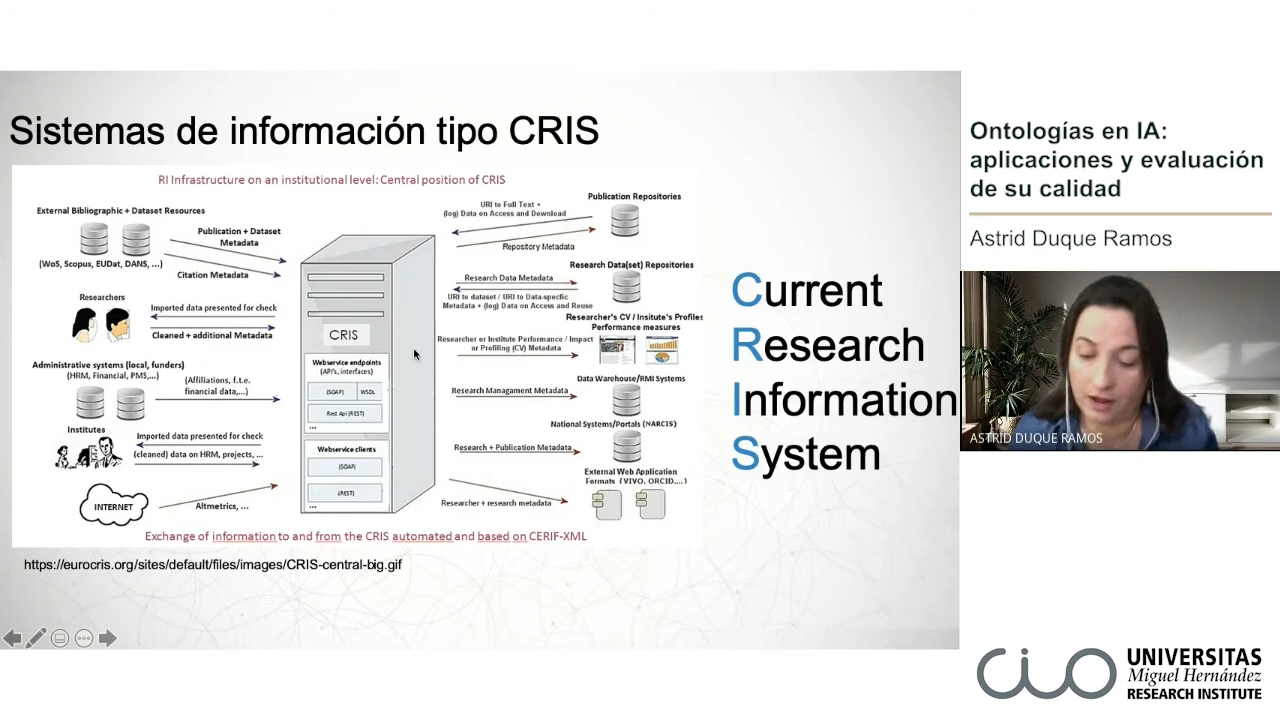 Sistemas de información tipo CRIS
RI Infrastructure on an institutional level: Central position of CRIS
External Bibliographic + Dataset Resources
(WoS, Scopus, EUDat, DANS, ...)
Publication + Dataset
Metadata
Citation Metadata
Researchers
Imported data presented for check
Cleaned + additional Metadata
Administrative systems (local, funders)
(HRM, Financial, PMS,...)
(Affiliations, f.t.e.
financial data,...)
Institutes
Imported data presented for check
(cleaned) data on HRM, projects, ...
INTERNET
Altmetrics, ...
CRIS
Webservice endpoints
(API's, interfaces)
(SOAP)
WSDL
Rest Api (REST)
...
Webservice clients
(SOAP)
(REST)
...
Publication Repositories
URI to Full Text +
(log) Data on Access and Download
Repository Metadata
Research Data(set) Repositories
Research Data Metadata
URI to dataset / URI to Data-specific
Metadata + (log) Data on Access and Reuse
Researcher's CV / Insitute's Profiles
Performance measures
Researcher or Institute Performance / Impact
or Profiling (CV) Metadata
Data Warehouse/RMI Systems
Research Managament Metadata
National Systems/Portals (NARCIS)
Research + Publication Metadata
External Web Application
Formats (VIVO, ORCID,...)
Researcher + research metadata
Exchange of information to and from the CRIS automated and based on CERIF-XML
https://eurocris.org/sites/default/files/images/CRIS-central-big.gif
Current
Research
Information
System
Ontologías en IA:
aplicaciones y evaluación
de su calidad
Astrid Duque Ramos
ASTRID DUQUE RAMOS
cio
UNIVERSITAS
Miguel Hernández
RESEARCH INSTITUTE